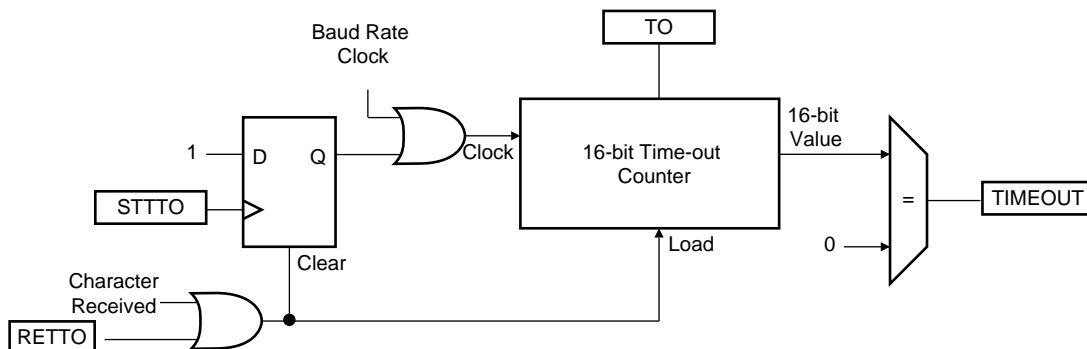 TO
Baud Rate
Clock
16-bit
Value
1
D
Q
Clock
16-bit Time-out
Counter
=
TIMEOUT
STTTO
0
Load
Clear
Character
Received
RETTO